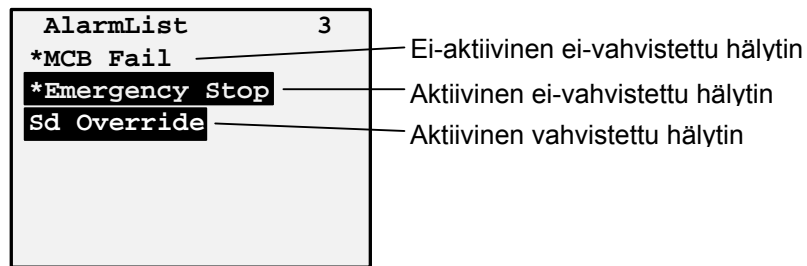 AlarmList 3
*MCB Fail
Ei-aktiivinen ei-vahvistettu hälytin
*Emergency Stop
Aktiivinen ei-vahvistettu hälytin
Sd Override
Aktiivinen vahvistettu hälytin